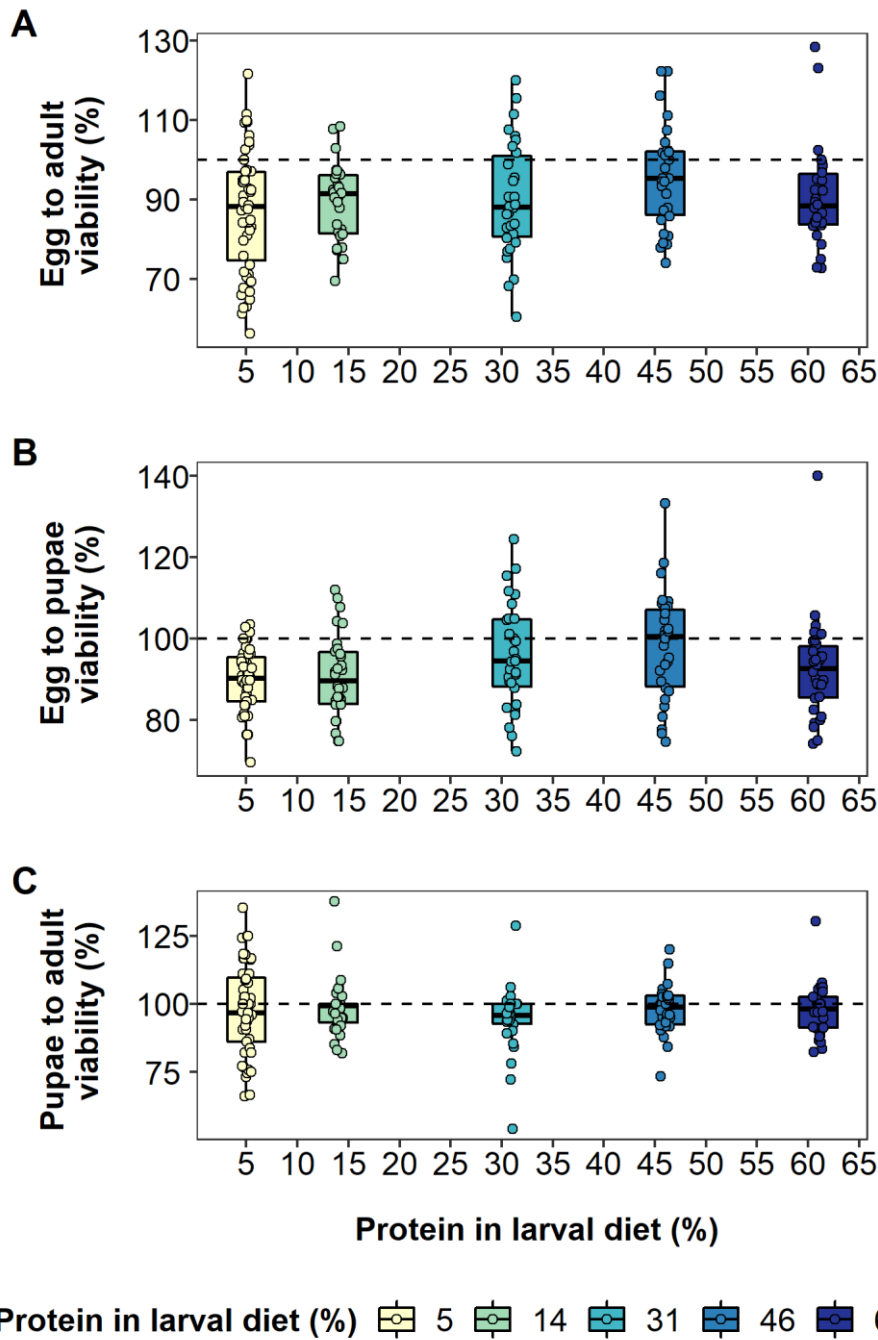 A
Egg to adult
viability (%)
130
110
90
70
5 10 15 20 25 30 35 40 45 50 55 60 65
B
Egg to pupae
viability (%)
140
120
100
80
5 10 15 20 25 30 35 40 45 50 55 60 65
C
Pupae to adult
viability (%)
125
100
75
5 10 15 20 25 30 35 40 45 50 55 60 65
Protein in larval diet (%)
Protein in larval diet (%) 5 14 31 46